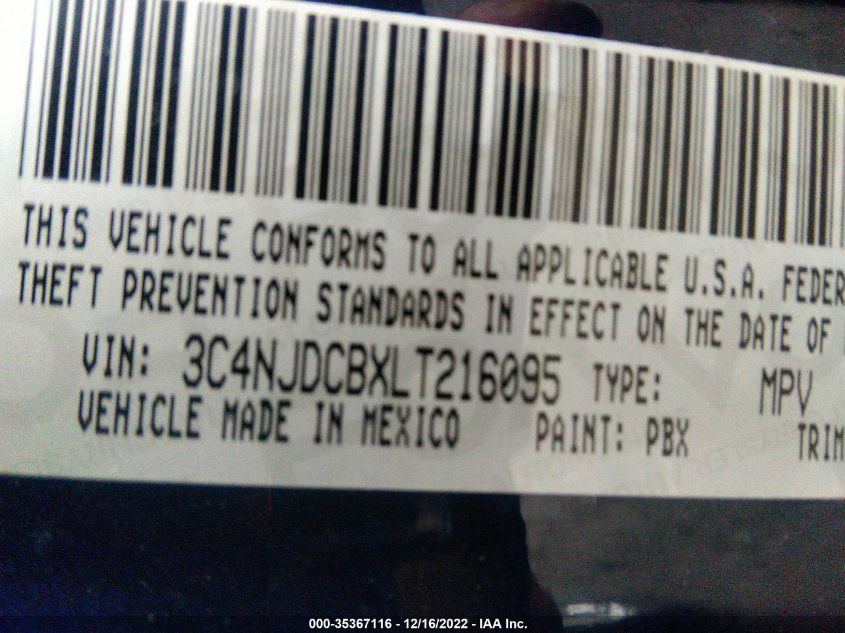 THIS VEHICLE CONFORMS TO ALL APPLICABLE U.S.A. FEDER
THEFT PREVENTION STANDARDS IN EFFECT ON THE DATE OF
VIN: 3C4NJDCBXLT216095 TYPE: MPV
VEHICLE MADE IN MEXICO PAINT: PBX TRIM
000-35367116 - 12/16/2022 - IAA Inc.